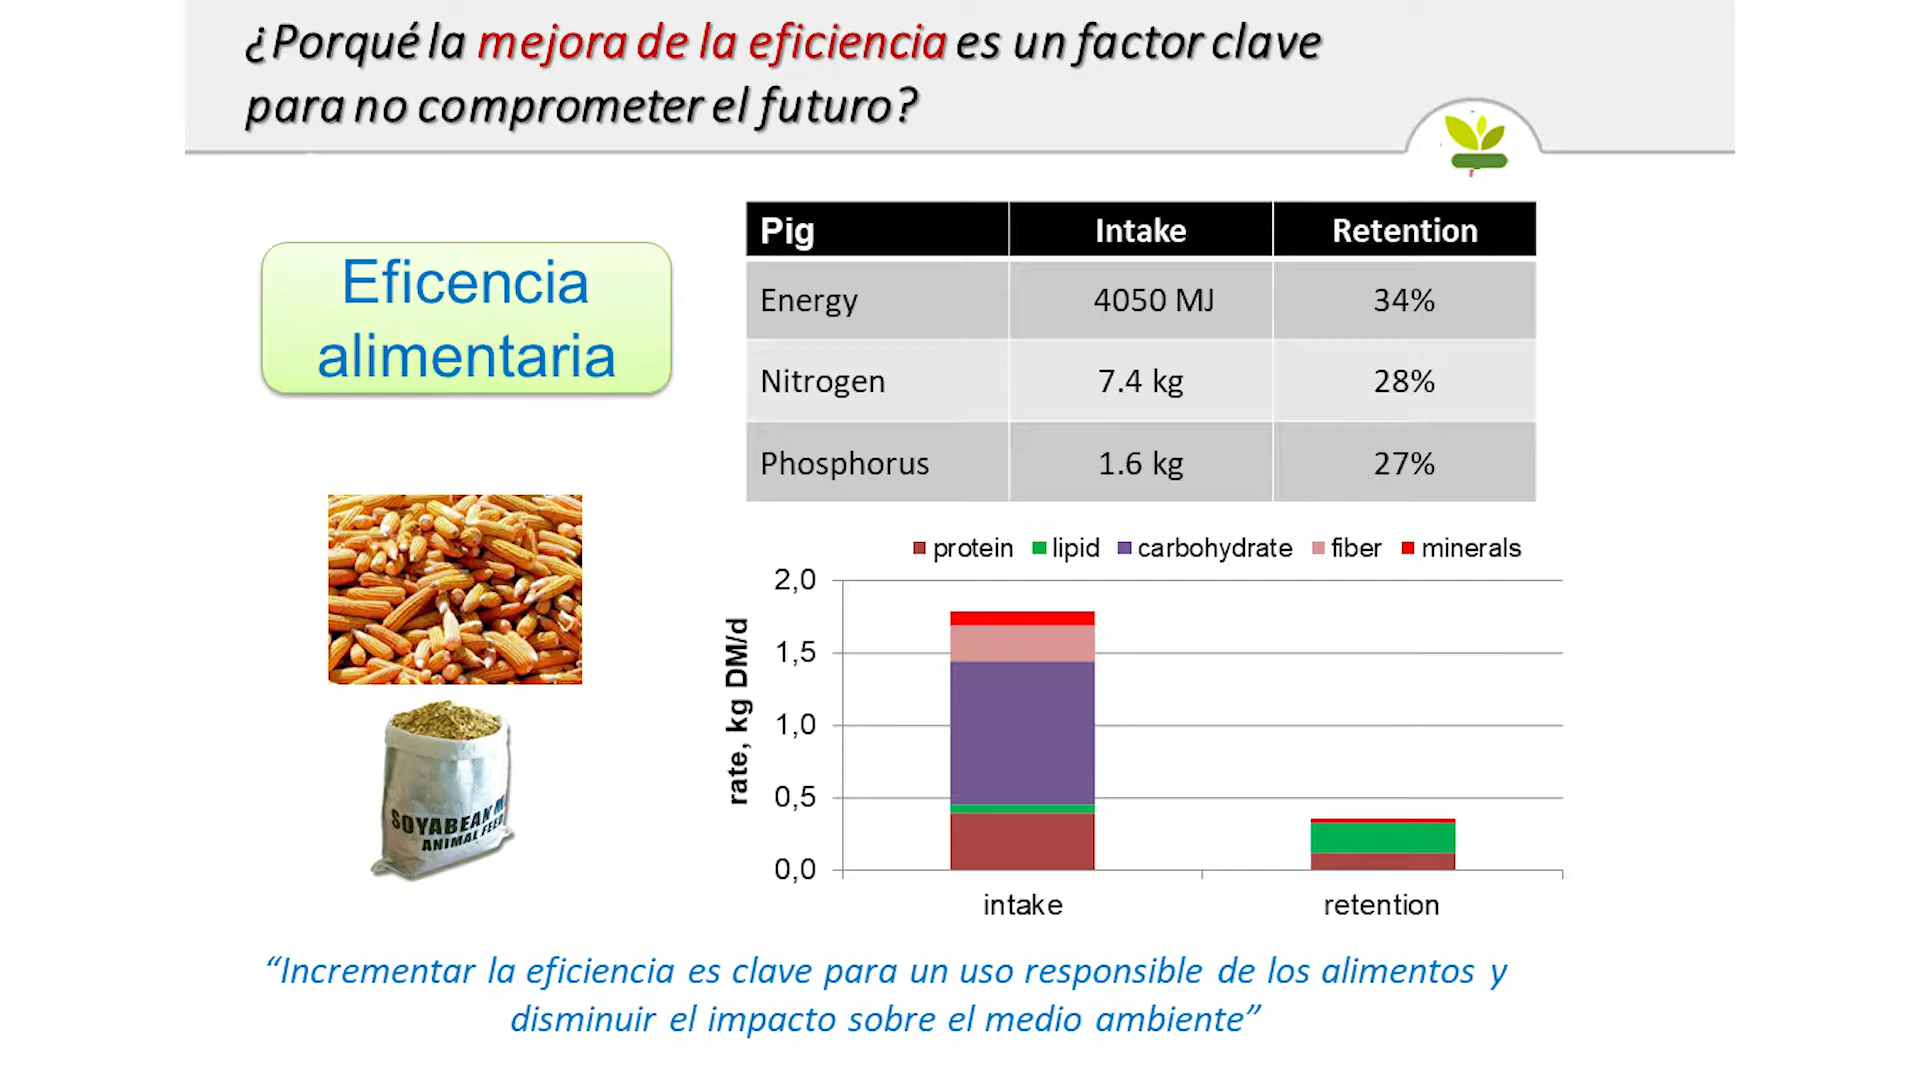 ¿Porqué la mejora de la eficiencia es un factor clave
para no comprometer el futuro?
Eficencia
alimentaria
Pig Intake Retention
Energy 4050 MJ 34%
Nitrogen 7.4 kg 28%
Phosphorus 1.6 kg 27%
protein lipid carbohydrate fiber minerals
rate, kg DM/d
2,0
1,5
1,0
0,5
0,0
intake retention
SOYABEAN
ANIMAL FEED
“Incrementar la eficiencia es clave para un uso responsible de los alimentos y
disminuir el impacto sobre el medio ambiente”